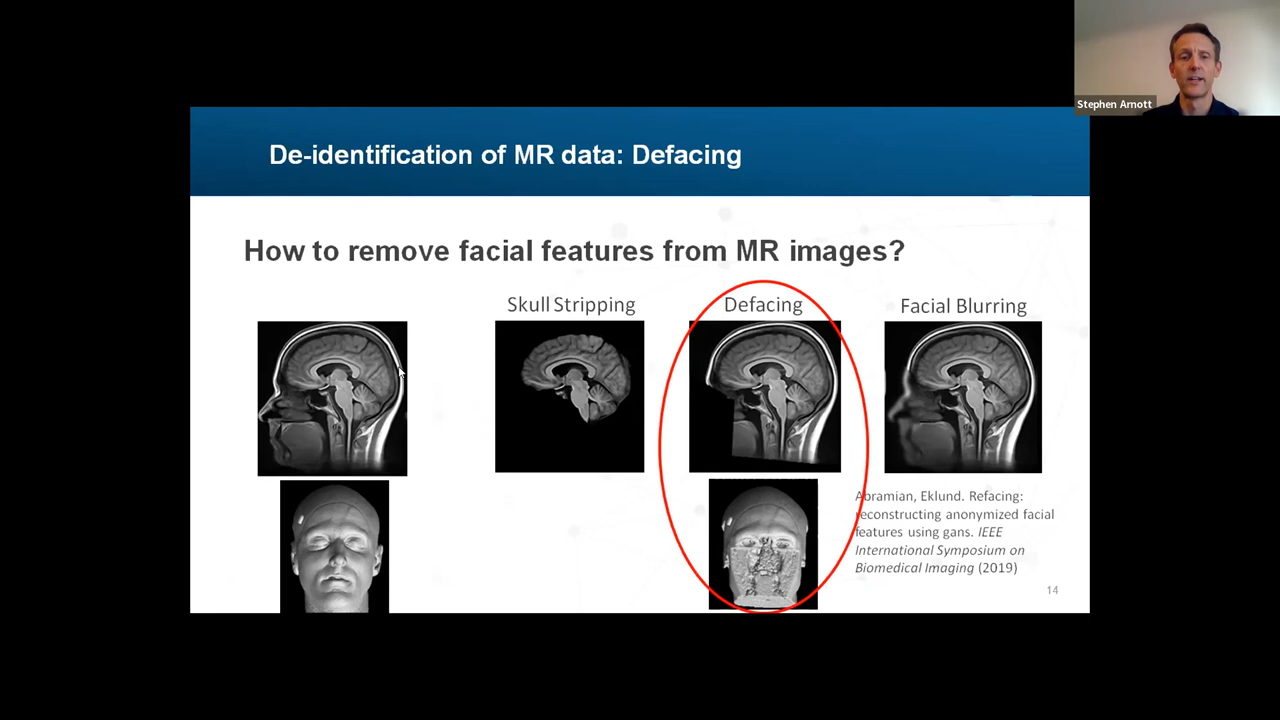 Stephen Arnott
De-identification of MR data: Defacing
How to remove facial features from MR images?
Skull Stripping
Defacing
Facial Blurring
Abramian, Eklund. Refacing:
reconstructing anonymized facial
features using gans. IEEE
International Symposium on
Biomedical Imaging (2019)
14